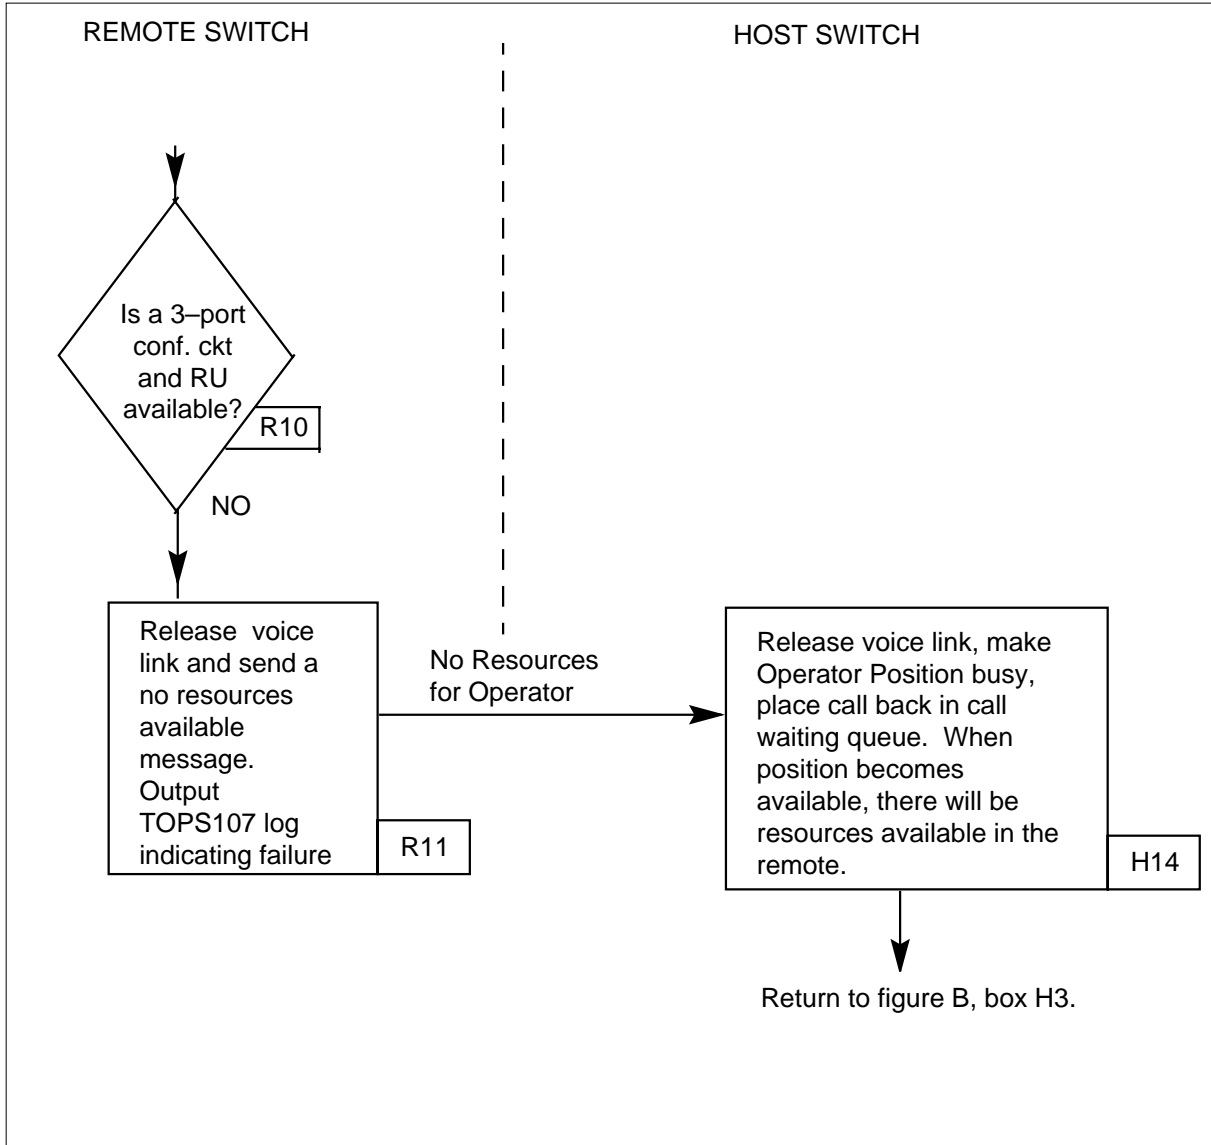 REMOTE SWITCH
HOST SWITCH
Is a 3–port
conf. ckt
and RU
available?
R10
NO
Release voice
link and send a
no resources
available
message.
Output
TOPS107 log
indicating failure
R11
No Resources
for Operator
Release voice link, make
Operator Position busy,
place call back in call
waiting queue. When
position becomes
available, there will be
resources available in the
remote.
H14
Return to figure B, box H3.